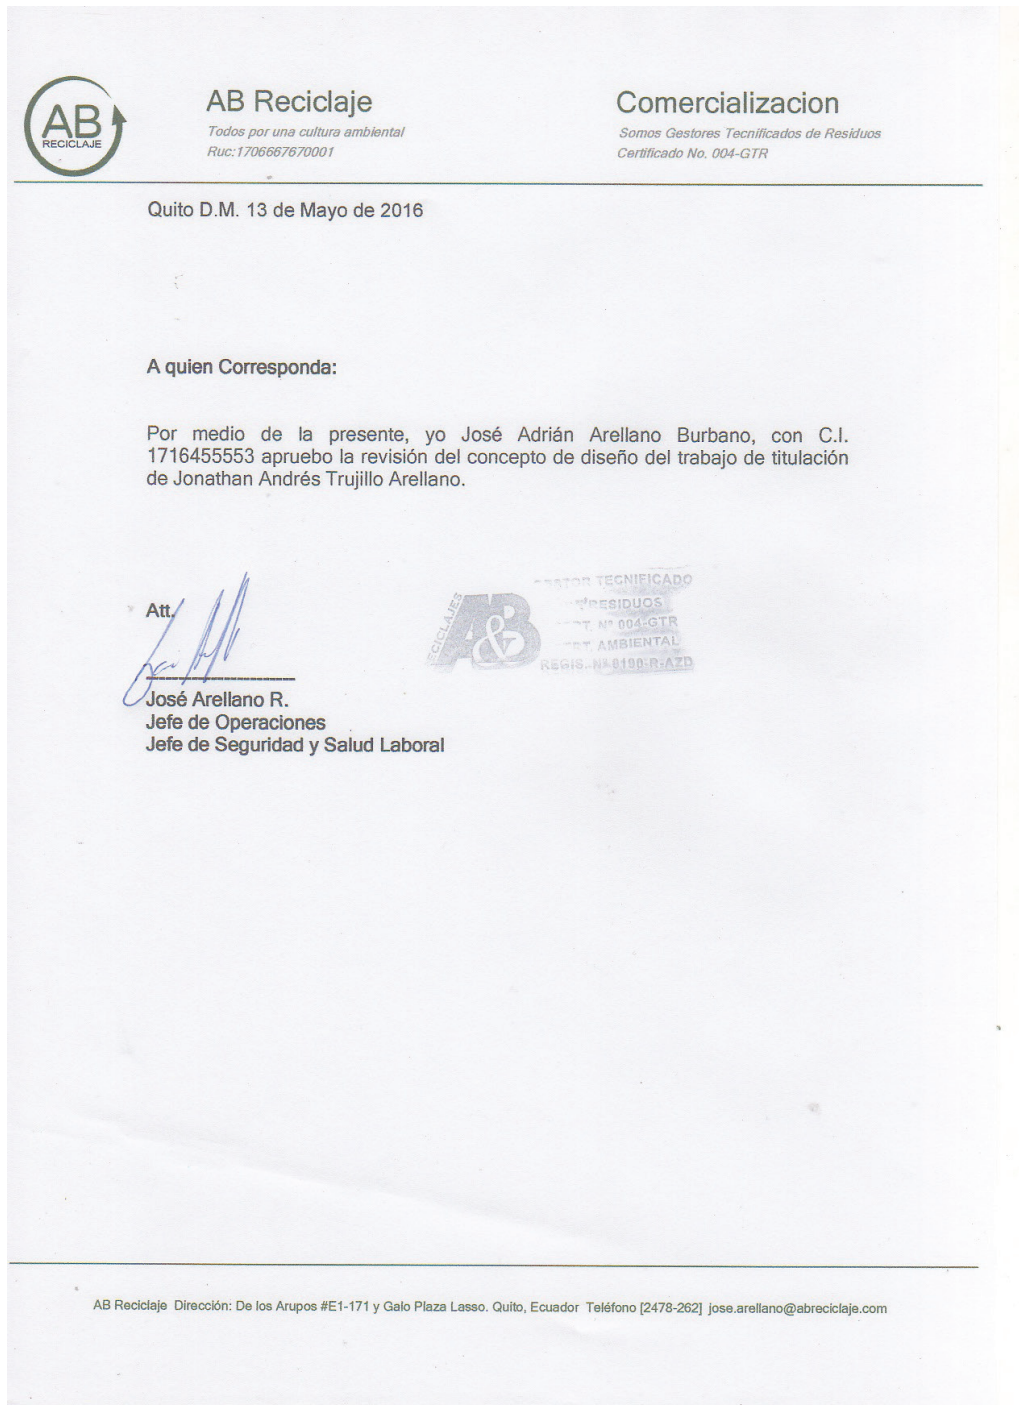 AB
RECICLAJE
AB Reciclaje
Todos por una cultura ambiental
Ruc:1706667670001
Comercializacion
Somos Gestores Tecnificados de Residuos
Certificado No. 004-GTR
Quito D.M. 13 de Mayo de 2016
A quien Corresponda:
Por medio de la presente, yo José Adrián Arellano Burbano, con C.I.
1716455553 apruebo la revisión del concepto de diseño del trabajo de titulación
de Jonathan Andrés Trujillo Arellano.
Att.
A&B
TECNIFICADO
RESIDUOS
Nº 004-GTR
AMBIENTAL
José Arellano R.
Jefe de Operaciones
Jefe de Seguridad y Salud Laboral
AB Reciclaje Dirección: De los Arupos #E1-171 y Galo Plaza Lasso. Quito, Ecuador Teléfono [2478-262] jose.arellano@abreciclaje.com